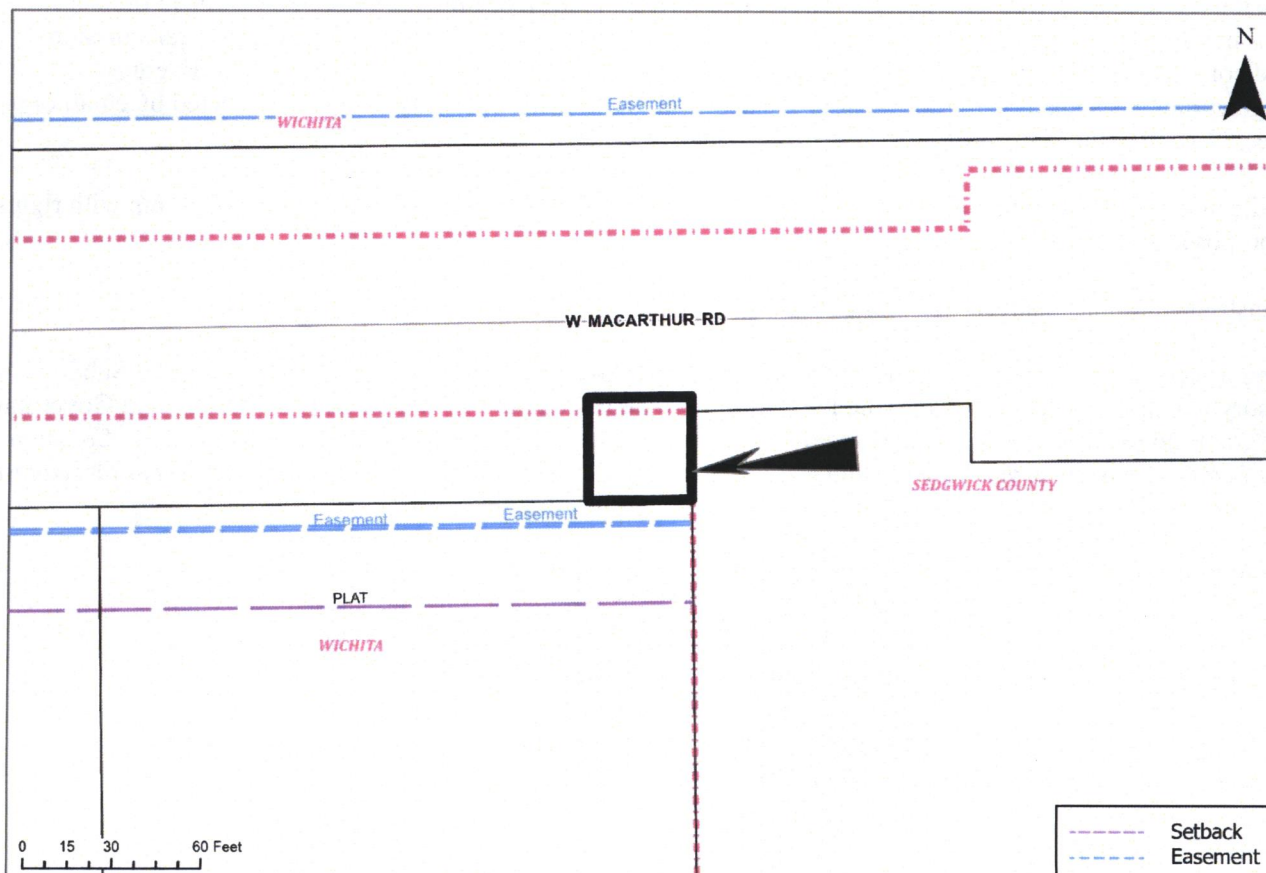 N
Easement
WICHITA
W MACARTHUR RD
SEDGWICK COUNTY
Easement Easement
PLAT
WICHITA
0 15 30 60 Feet
Setback
Easement